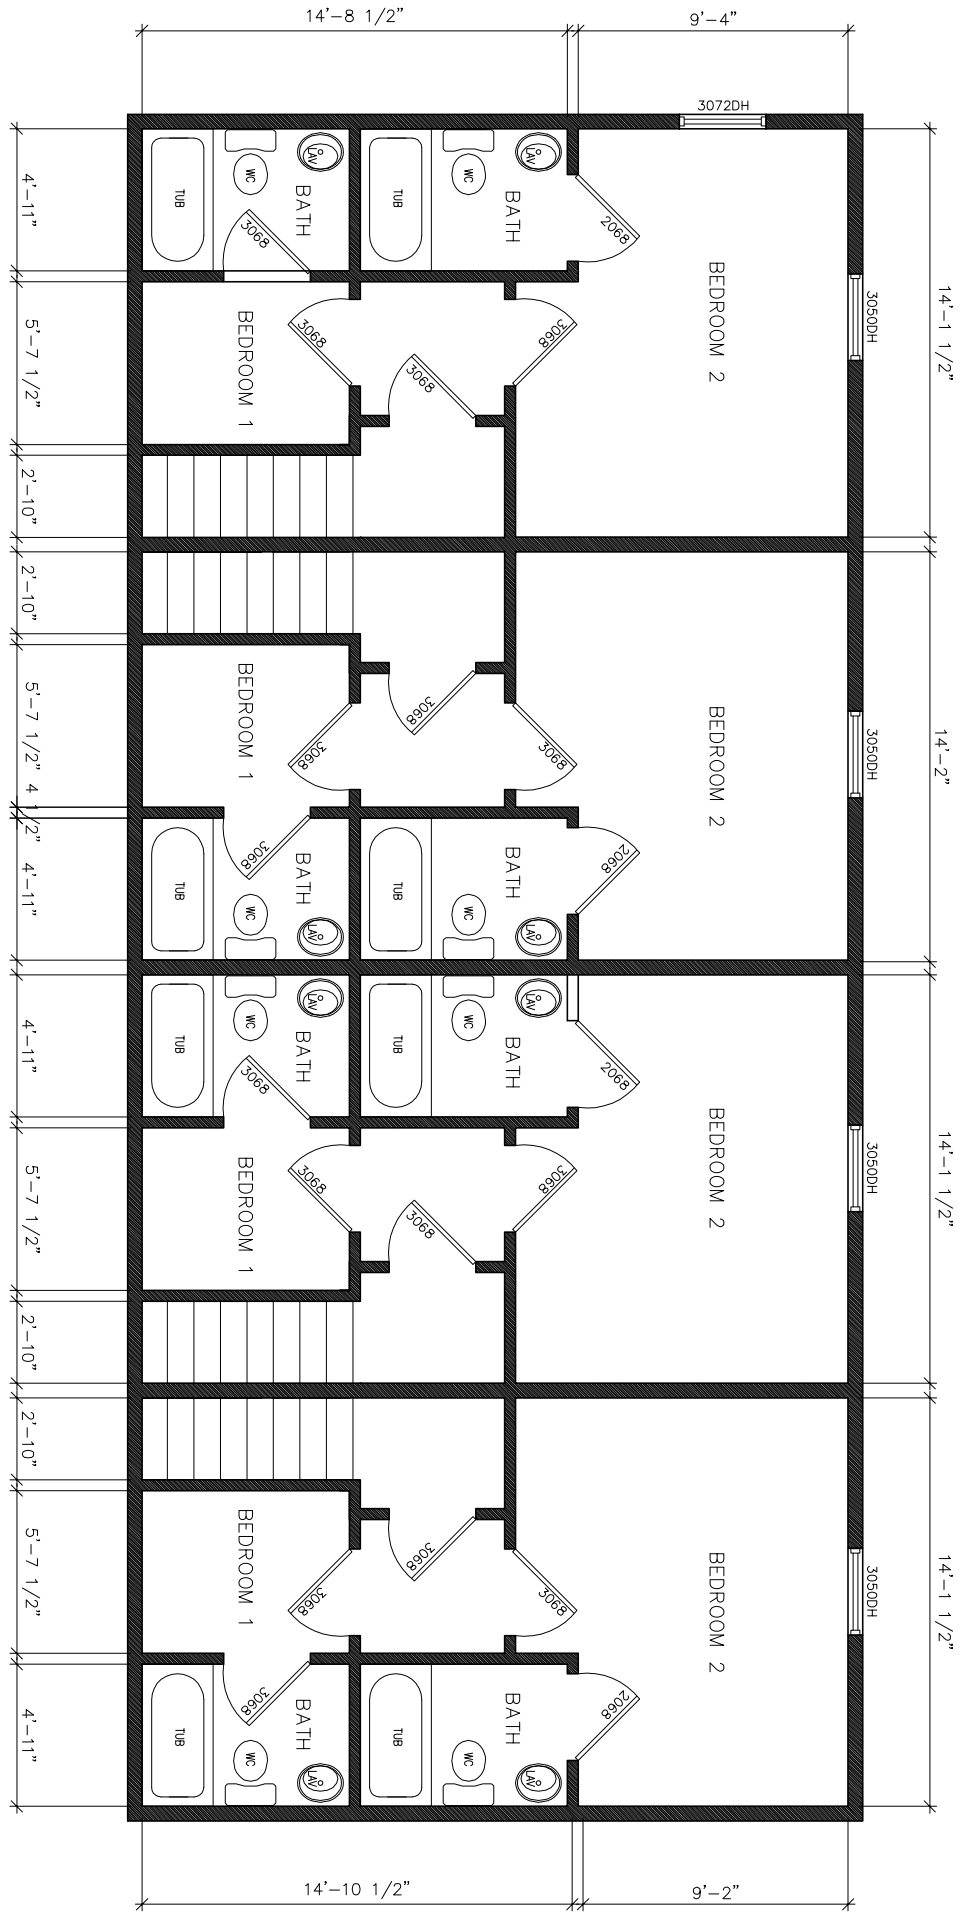 14'-8 1/2"
9'-4"
3072DH
4'-11"
5'-7 1/2"
2'-10"
2'-10"
5'-7 1/2"
4 1/2"
4'-11"
4'-11"
5'-7 1/2"
2'-10"
2'-10"
5'-7 1/2"
4'-11"
TUB
WC
LAV
BATH
3068
TUB
WC
LAV
BATH
2068
BEDROOM 1
3068
3068
3068
BEDROOM 2
3050DH
14'-1 1/2"
BEDROOM 1
3068
3068
3068
BEDROOM 2
3050DH
14'-2"
TUB
WC
LAV
BATH
3068
TUB
WC
LAV
BATH
2068
TUB
WC
LAV
BATH
3068
TUB
WC
LAV
BATH
2068
BEDROOM 1
3068
3068
3068
BEDROOM 2
3050DH
14'-1 1/2"
BEDROOM 1
3068
3068
3068
BEDROOM 2
3050DH
14'-1 1/2"
TUB
WC
LAV
BATH
3068
TUB
WC
LAV
BATH
2068
14'-10 1/2"
9'-2"